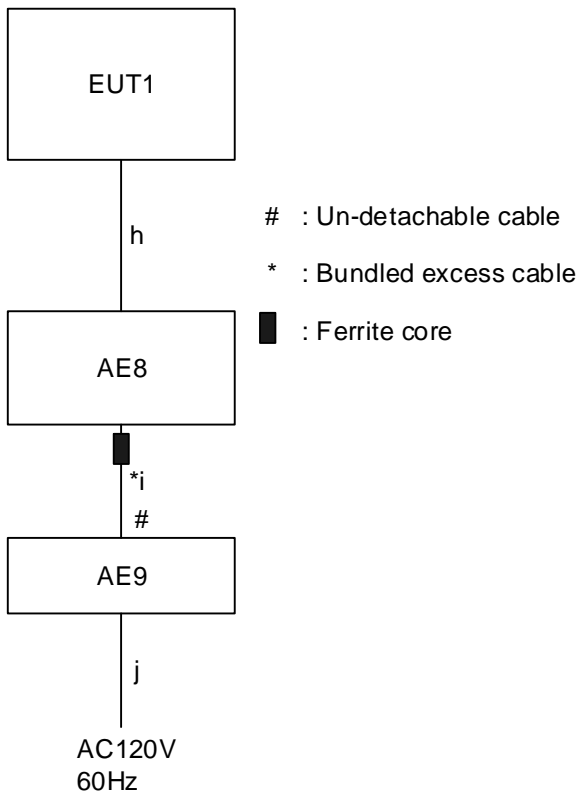 EUT1
h
# : Un-detachable cable
* : Bundled excess cable
: Ferrite core
AE8
*i
#
AE9
j
AC120V
60Hz